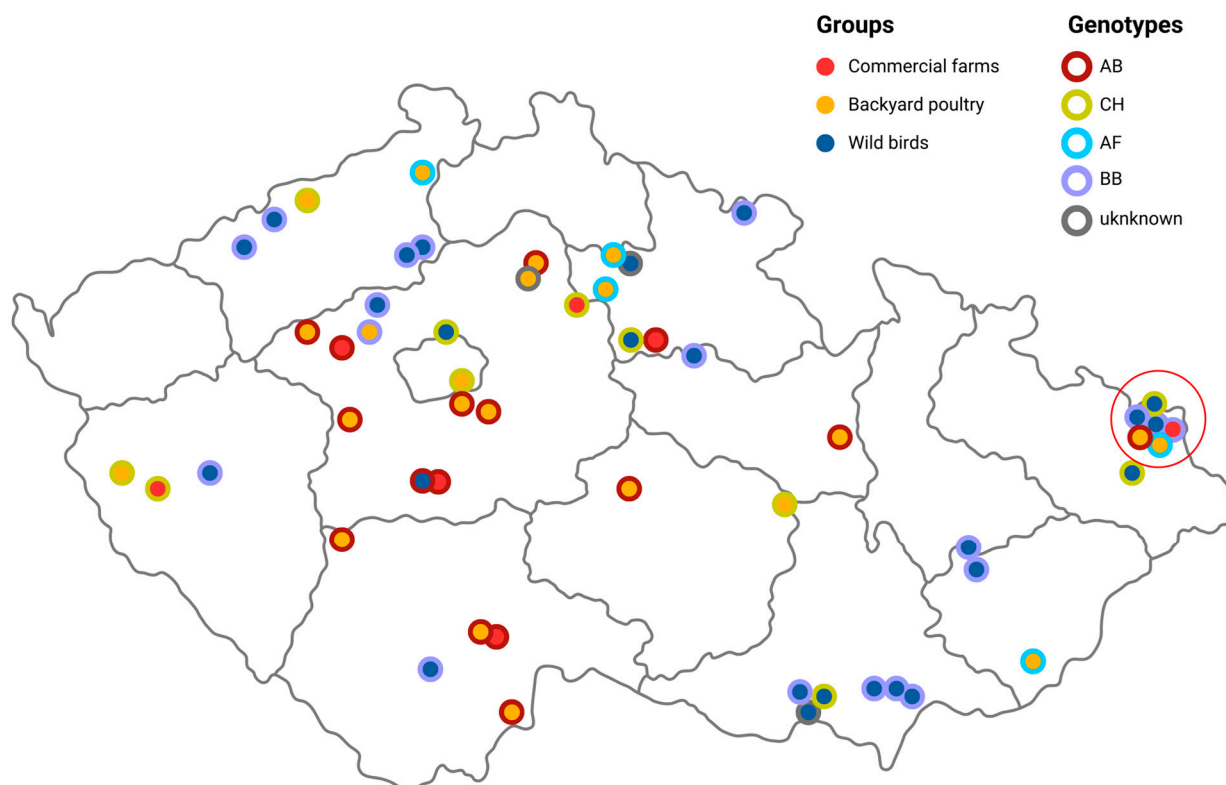 Groups
Commercial farms
Backyard poultry
Wild birds
Genotypes
AB
CH
AF
BB
uknknown